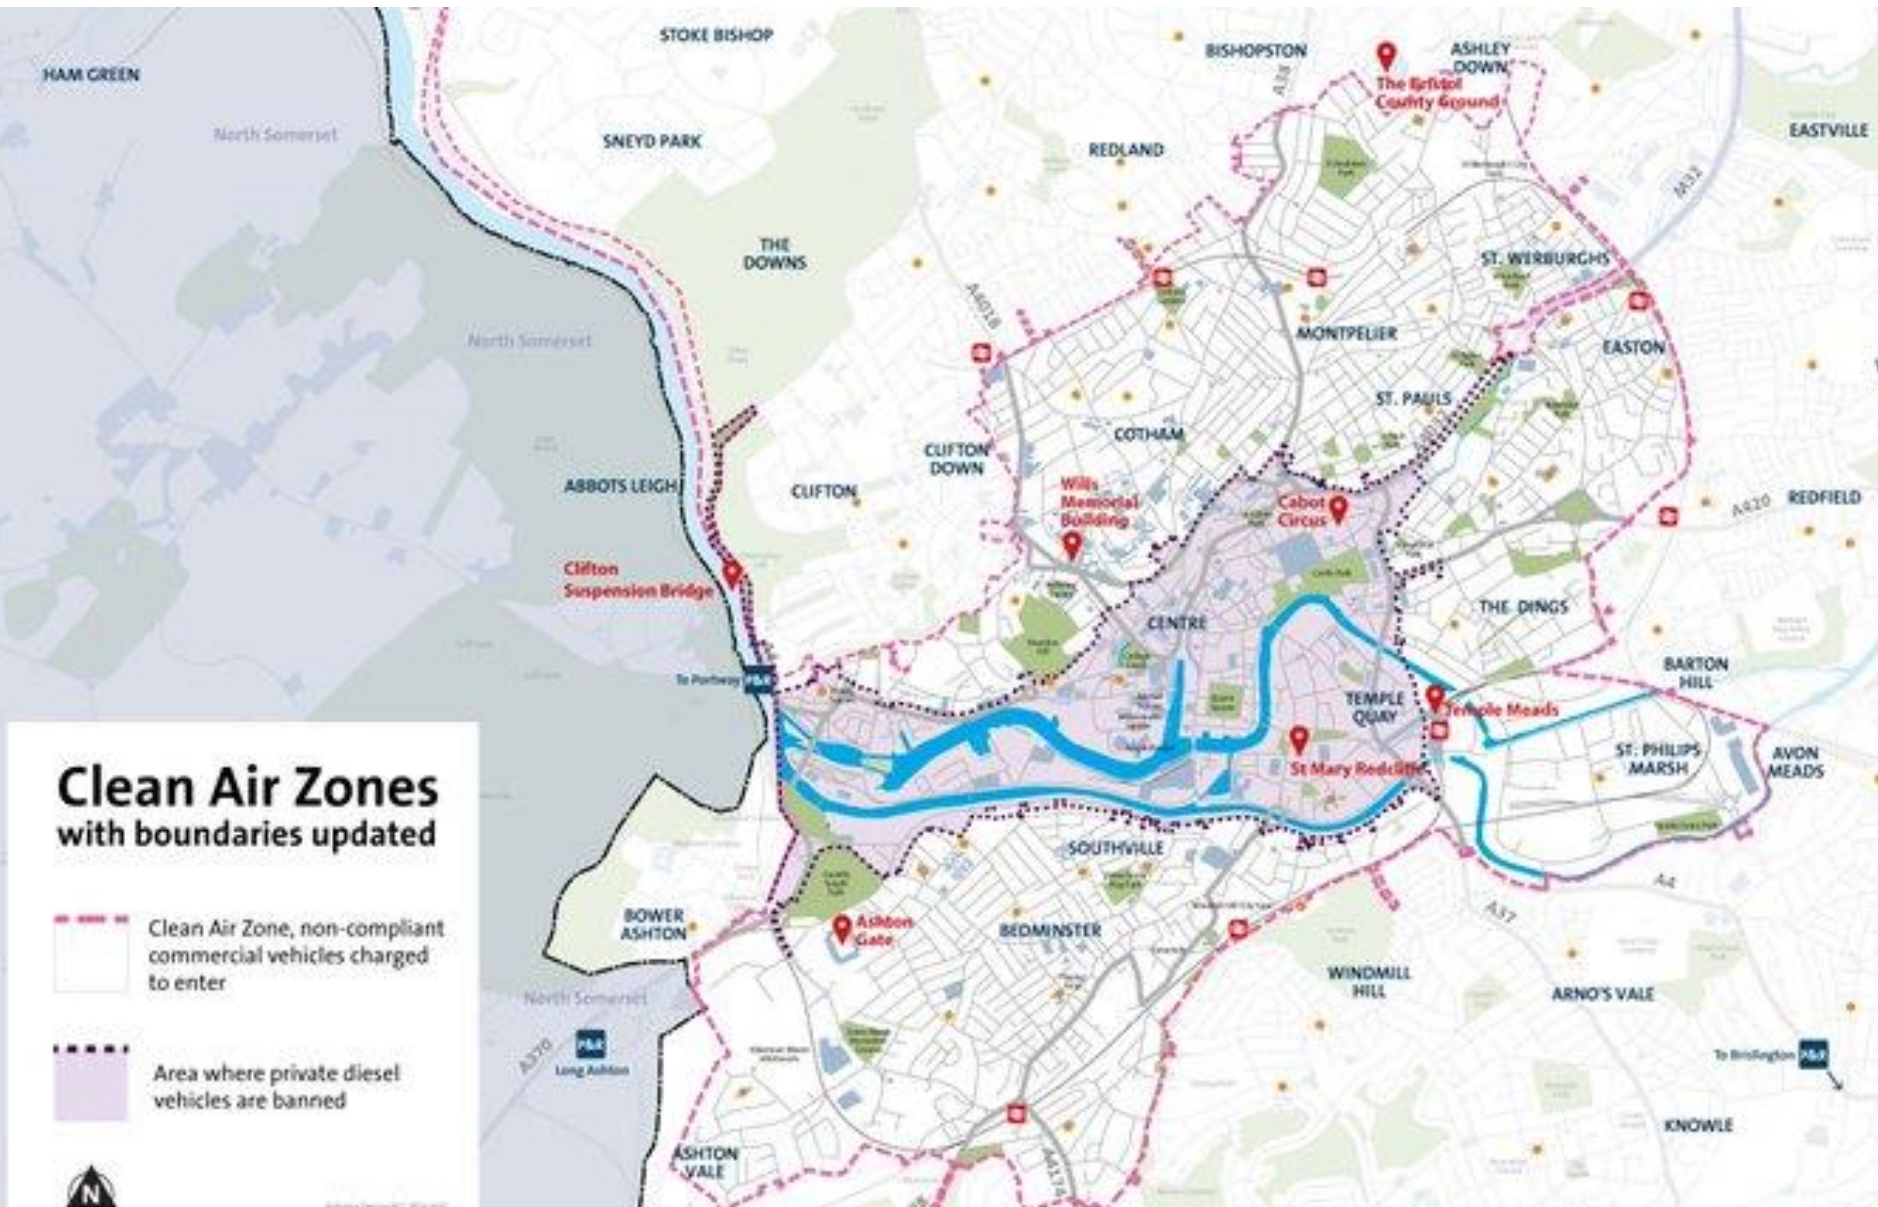 STOKE BISHOP
HAM GREEN
BISHOPSTON
ASHLEY
DOWN
The Bristol
County Ground
North Somerset
SNEYD PARK
REDLAND
EASTVILLE
A38
M32
THE
DOWNS
ST. WERBURGHS
A4018
North Somerset
MONTPELIER
EASTON
ST. PAULS
COTHAM
CLIFTON
DOWN
ABBOTS LEIGH
CLIFTON
Wills
Memorial
Building
Cabot
Circus
A420
REDFIELD
Clifton
Suspension Bridge
CENTRE
THE DINGS
To Portway P&R
BARTON
HILL
TEMPLE
QUAY
Temple Meads
St Mary Redcliffe
ST. PHILIPS
MARSH
AVON
MEADS
SOUTHVILLE
A4
A37
BOWER
ASHTON
Ashton
Gate
BEDMINSTER
WINDMILL
HILL
ARNO'S VALE
North Somerset
A370
P&R
Long Ashton
To Brislington P&R
KNOWLE
ASHTON
VALE
A4174
Clean Air Zones
with boundaries updated
Clean Air Zone, non-compliant
commercial vehicles charged
to enter
Area where private diesel
vehicles are banned
N